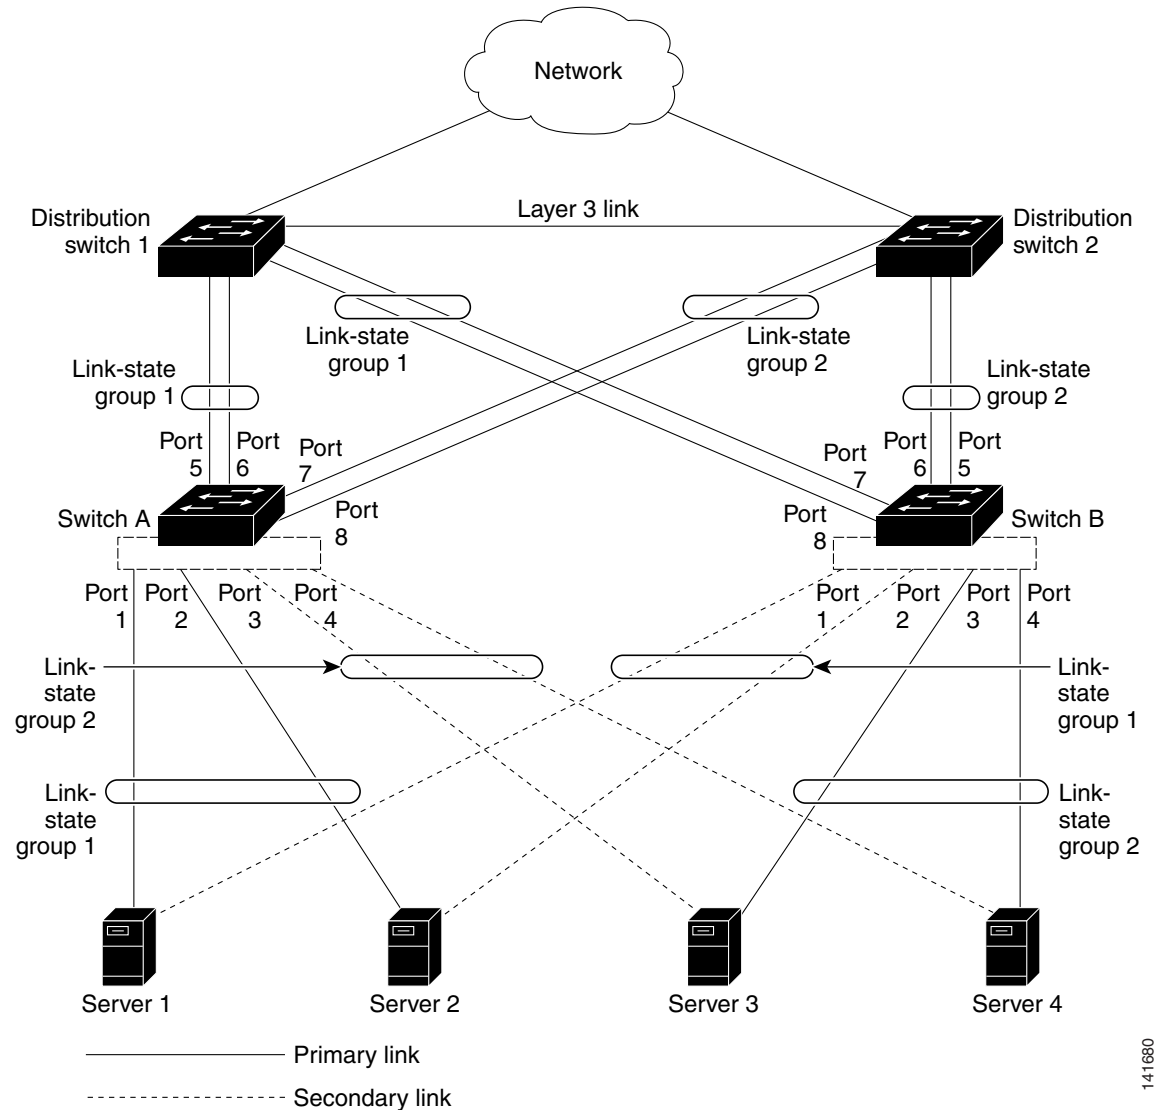 Network
Layer 3 link
Distribution
switch 1
Distribution
switch 2
Link-state
group 1
Link-state
group 2
Link-state
group 1
Link-state
group 2
Port
5
Port
6
Port
7
Port
8
Port
7
Port
6
Port
5
Port
8
Switch A
Switch B
Port
1
Port
2
Port
3
Port
4
Port
1
Port
2
Port
3
Port
4
Link-
state
group 2
Link-
state
group 1
Link-
state
group 1
Link-
state
group 2
Server 1
Server 2
Server 3
Server 4
Primary link
Secondary link
141680